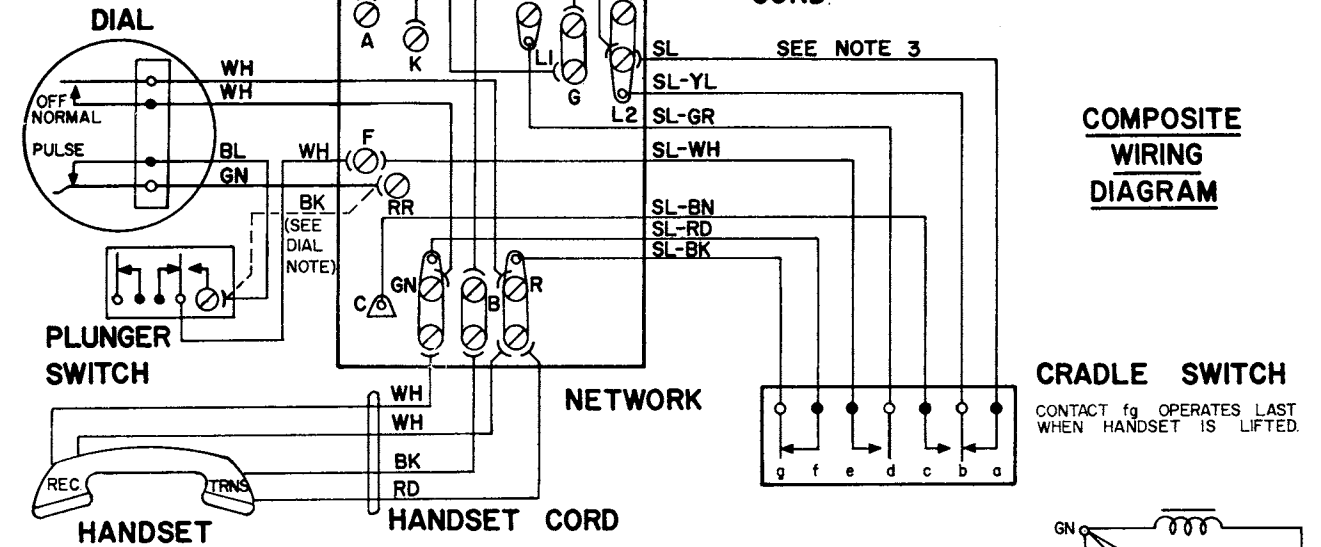 CORD.
DIAL
A
K
L1
G
L2
SL
SEE NOTE 3
SL-YL
SL-GR
SL-WH
SL-BN
SL-RD
SL-BK
COMPOSITE
WIRING
DIAGRAM
WH
WH
OFF
NORMAL
PULSE
BL
GN
WH
F
RR
BK
(SEE
DIAL
NOTE)
C
GN
B
R
PLUNGER
SWITCH
NETWORK
CRADLE SWITCH
CONTACT fg OPERATES LAST
WHEN HANDSET IS LIFTED.
g f e d c b a
WH
WH
BK
RD
REC.
TRNS
HANDSET
HANDSET CORD
GN